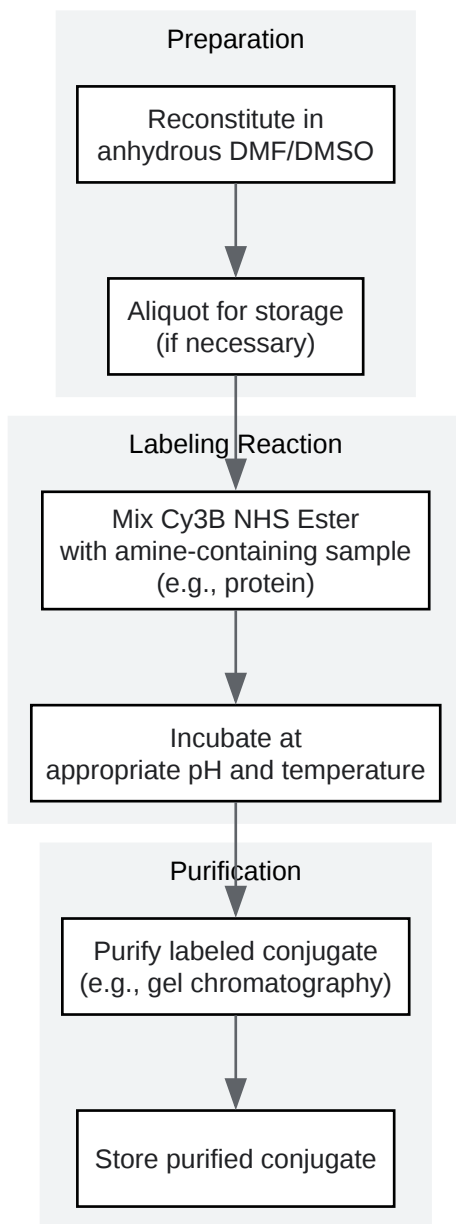 Preparation
Reconstitute in
anhydrous DMF/DMSO
Aliquot for storage
(if necessary)
Labeling Reaction
Mix Cy3B NHS Ester
with amine-containing sample
(e.g., protein)
Incubate at
appropriate pH and temperature
Purification
Purify labeled conjugate
(e.g., gel chromatography)
Store purified conjugate